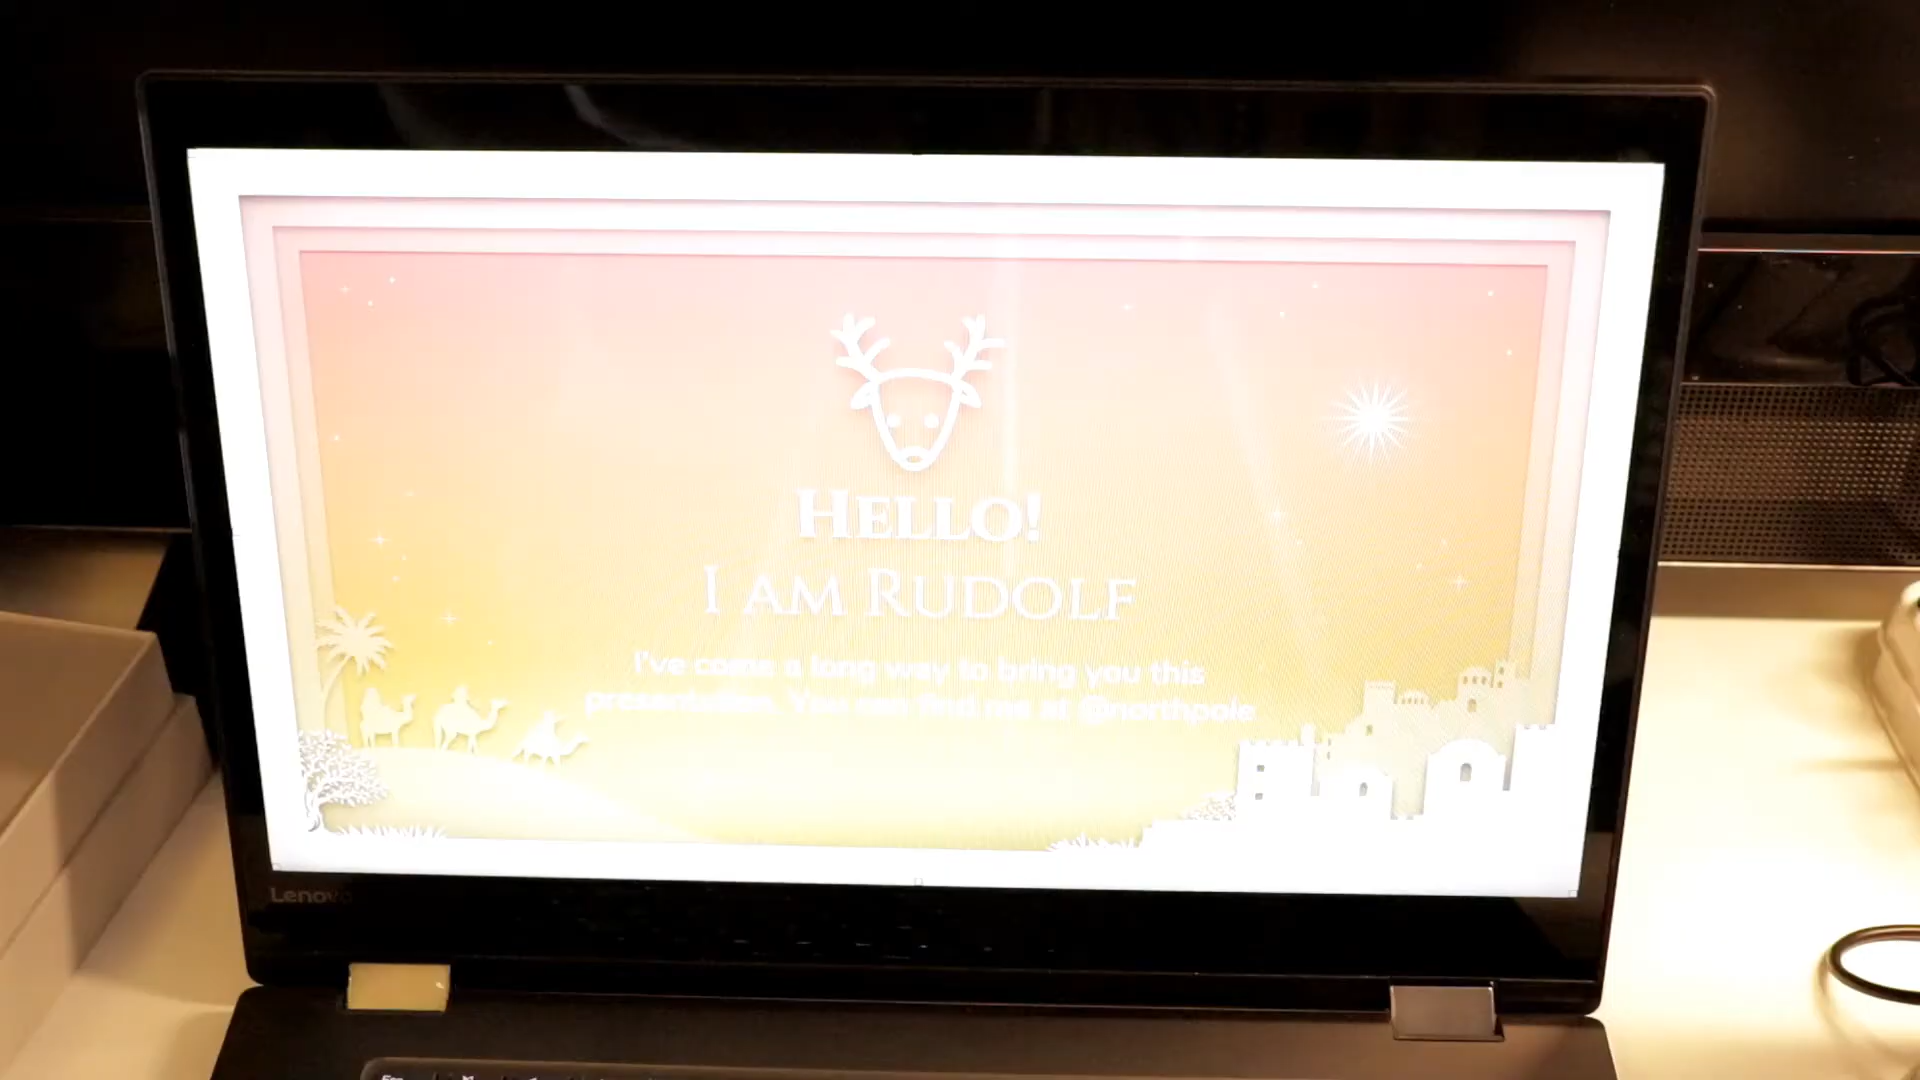 HELLO!
I AM RUDOLF
I've come a long way to bring you this
presentation. You can find me at @northpole
Lenovo
Esc